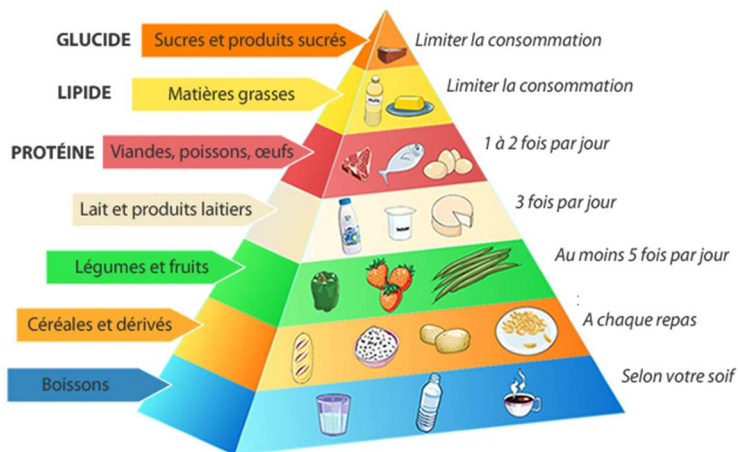 GLUCIDE Sucres et produits sucrés Limiter la consommation
LIPIDE Matières grasses Limiter la consommation
PROTÉINE Viandes, poissons, œufs 1 à 2 fois par jour
Lait et produits laitiers 3 fois par jour
Légumes et fruits Au moins 5 fois par jour
:
Céréales et dérivés A chaque repas
Boissons Selon votre soif